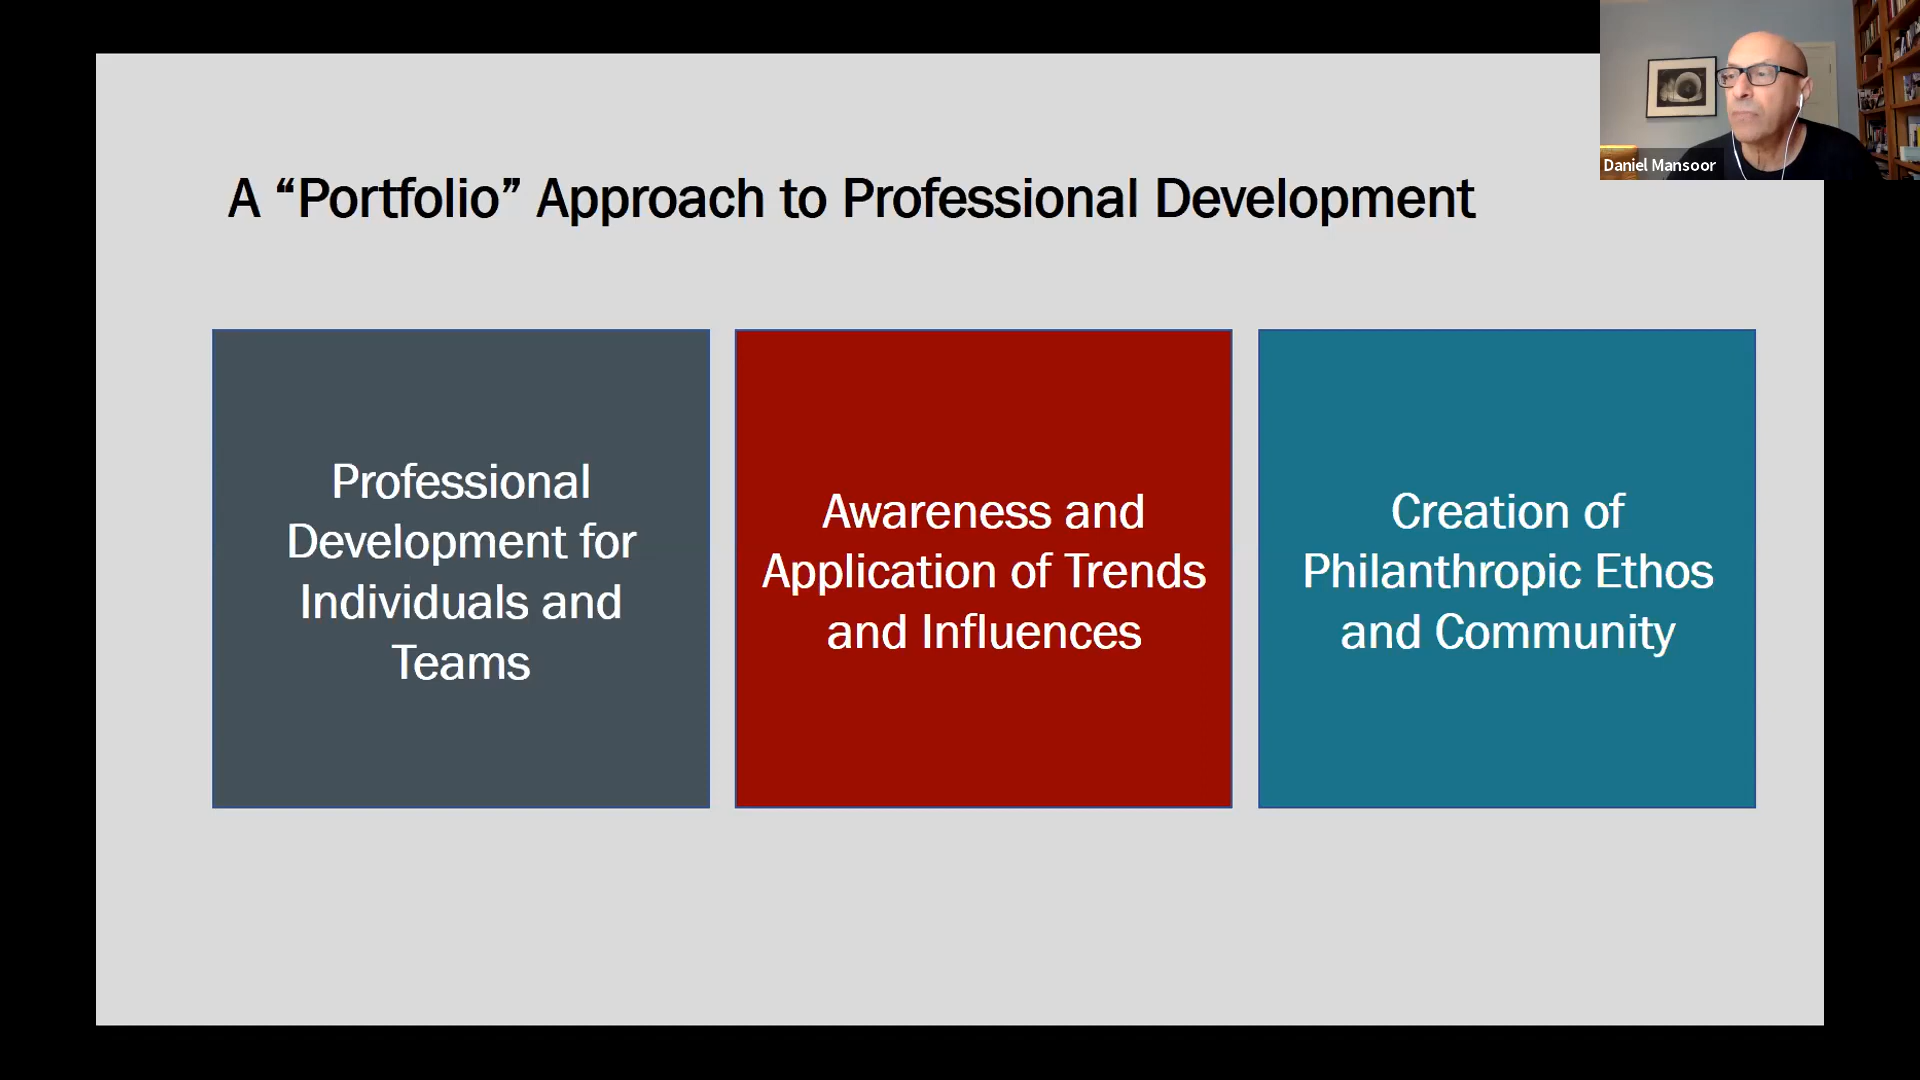 A “Portfolio” Approach to Professional Development
Professional
Development for
Individuals and
Teams
Awareness and
Application of Trends
and Influences
Creation of
Philanthropic Ethos
and Community
Daniel Mansoor